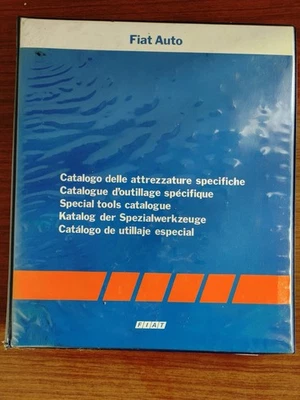 Fiat Auto
Catalogo delle attrezzature specifiche
Catalogue d'outillage spécifique
Special tools catalogue
Katalog der Spezialwerkzeuge
Catálogo de utillaje especial
FIAT